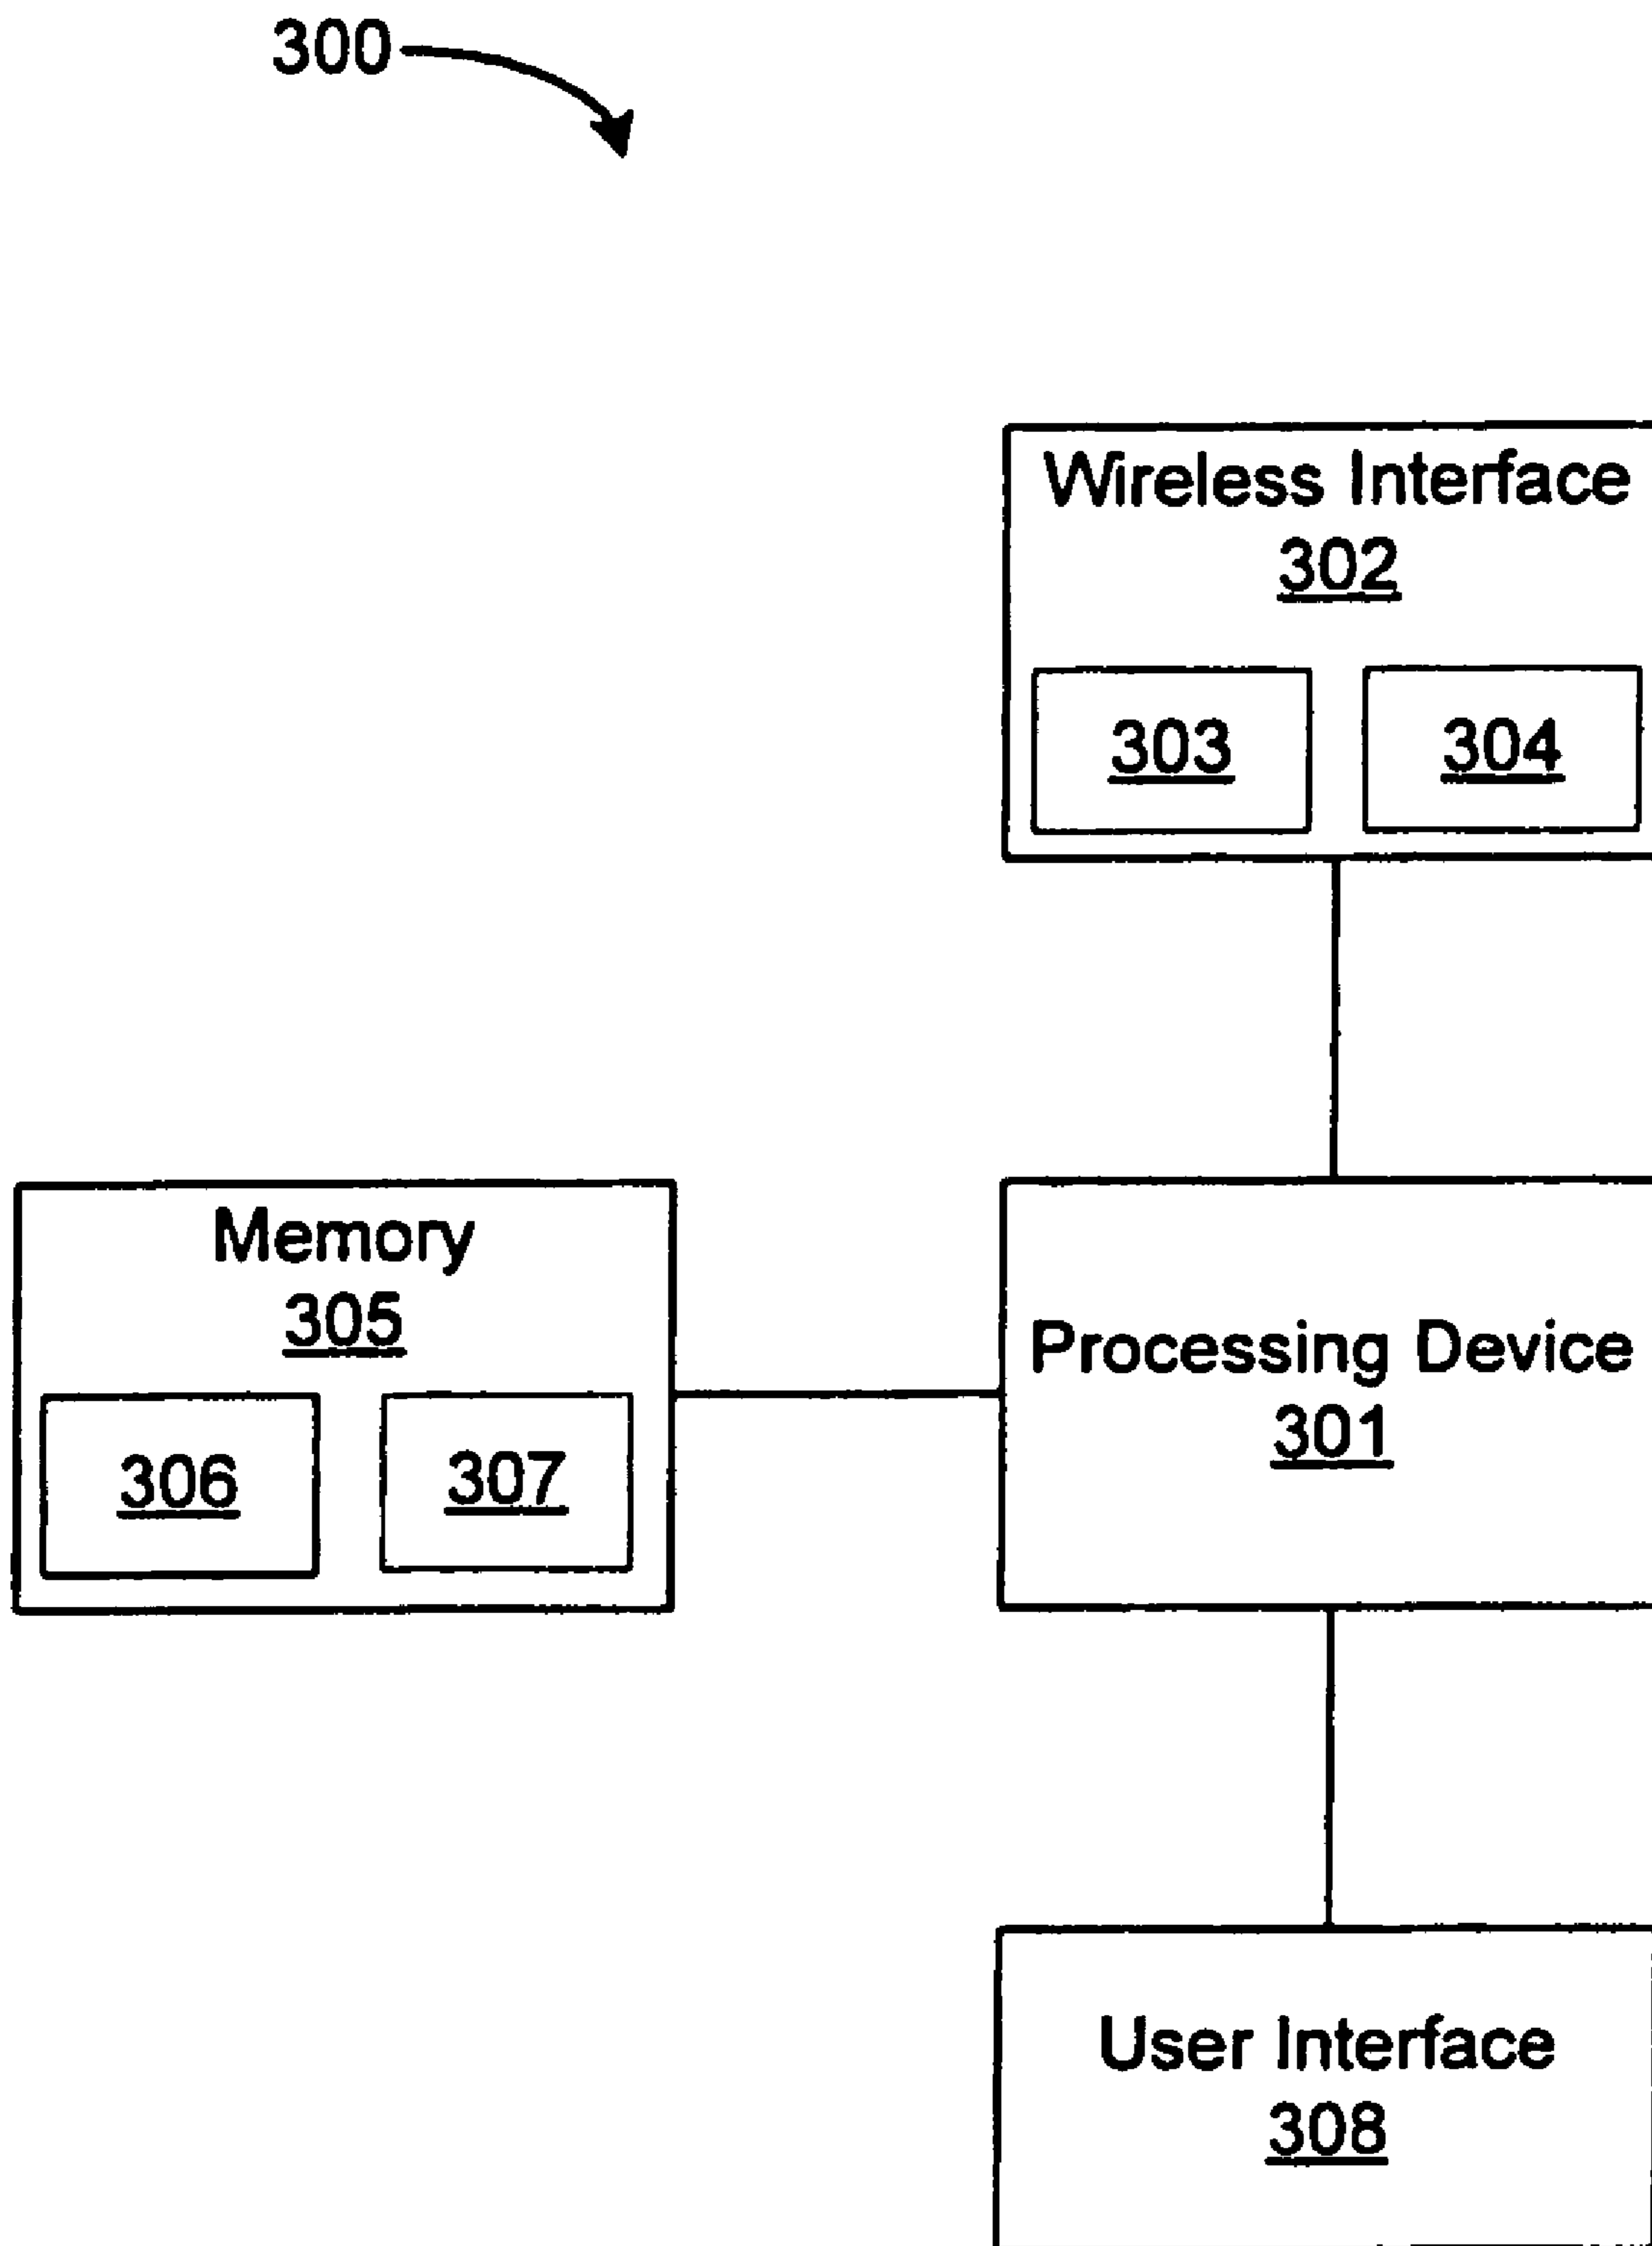 300
Wireless Interface
302
303
304
Memory
305
306
307
Processing Device
301
User Interface
308